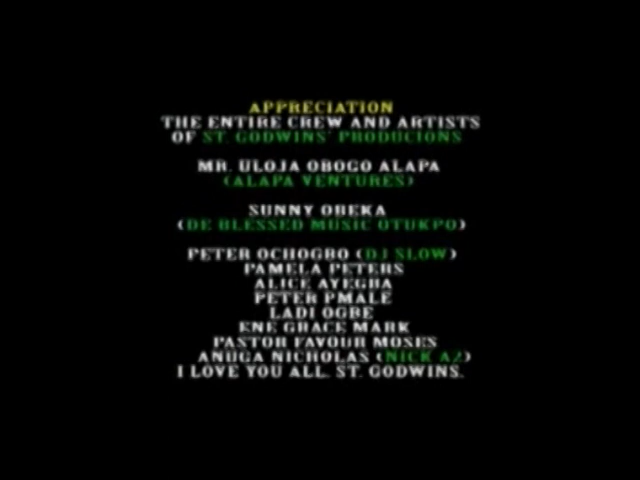 APPRECIATION
THE ENTIRE CREW AND ARTISTS
OF ST. GODWINS' PRODUCIONS
MR. ULOJA OBOGO ALAPA
(ALAPA VENTURES)
SUNNY OBEKA
(DE BLESSED MUSIC OTUKPO)
PETER OCHOGBO (DJ SLOW)
PAMELA PETERS
ALICE AYEGBA
PETER PMALE
LADI OGBE
ENE GRACE MARK
PASTOR FAVOUR MOSES
ANUGA NICHOLAS (NICK A2)
I LOVE YOU ALL. ST. GODWINS.